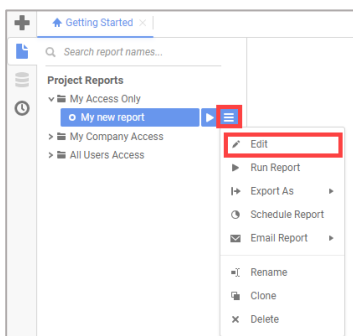 Getting Started
Search report names...
Project Reports
My Access Only
My new report
My Company Access
All Users Access
Edit
Run Report
Export As
Schedule Report
Email Report
Rename
Clone
Delete